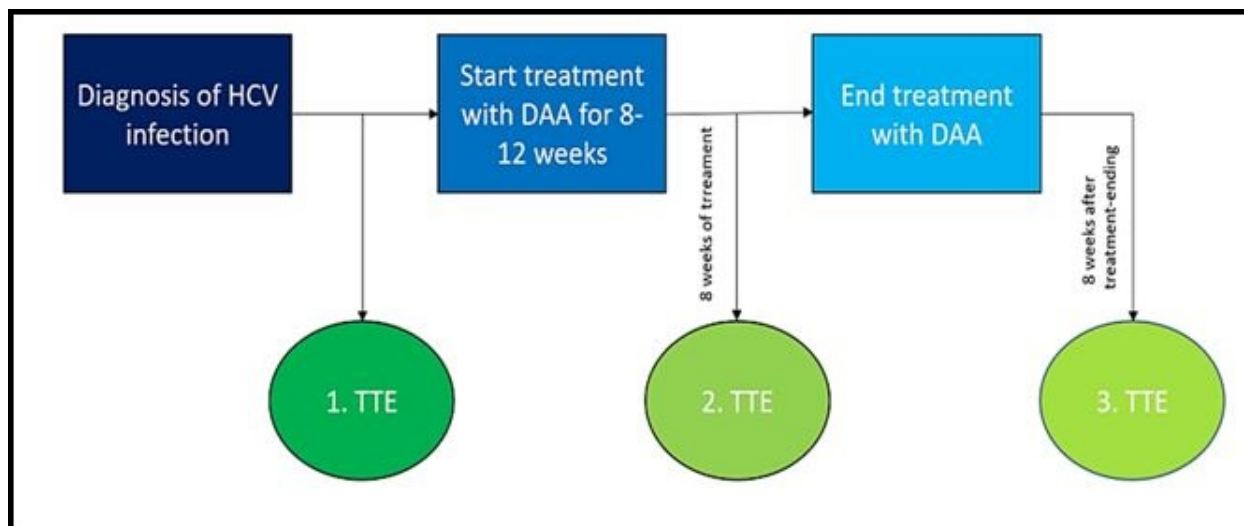 Diagnosis of HCV
infection
Start treatment
with DAA for 8-
12 weeks
End treatment
with DAA
8 weeks of trreament
8 weeks after
treatment-ending
1. TTE
2. TTE
3. TTE